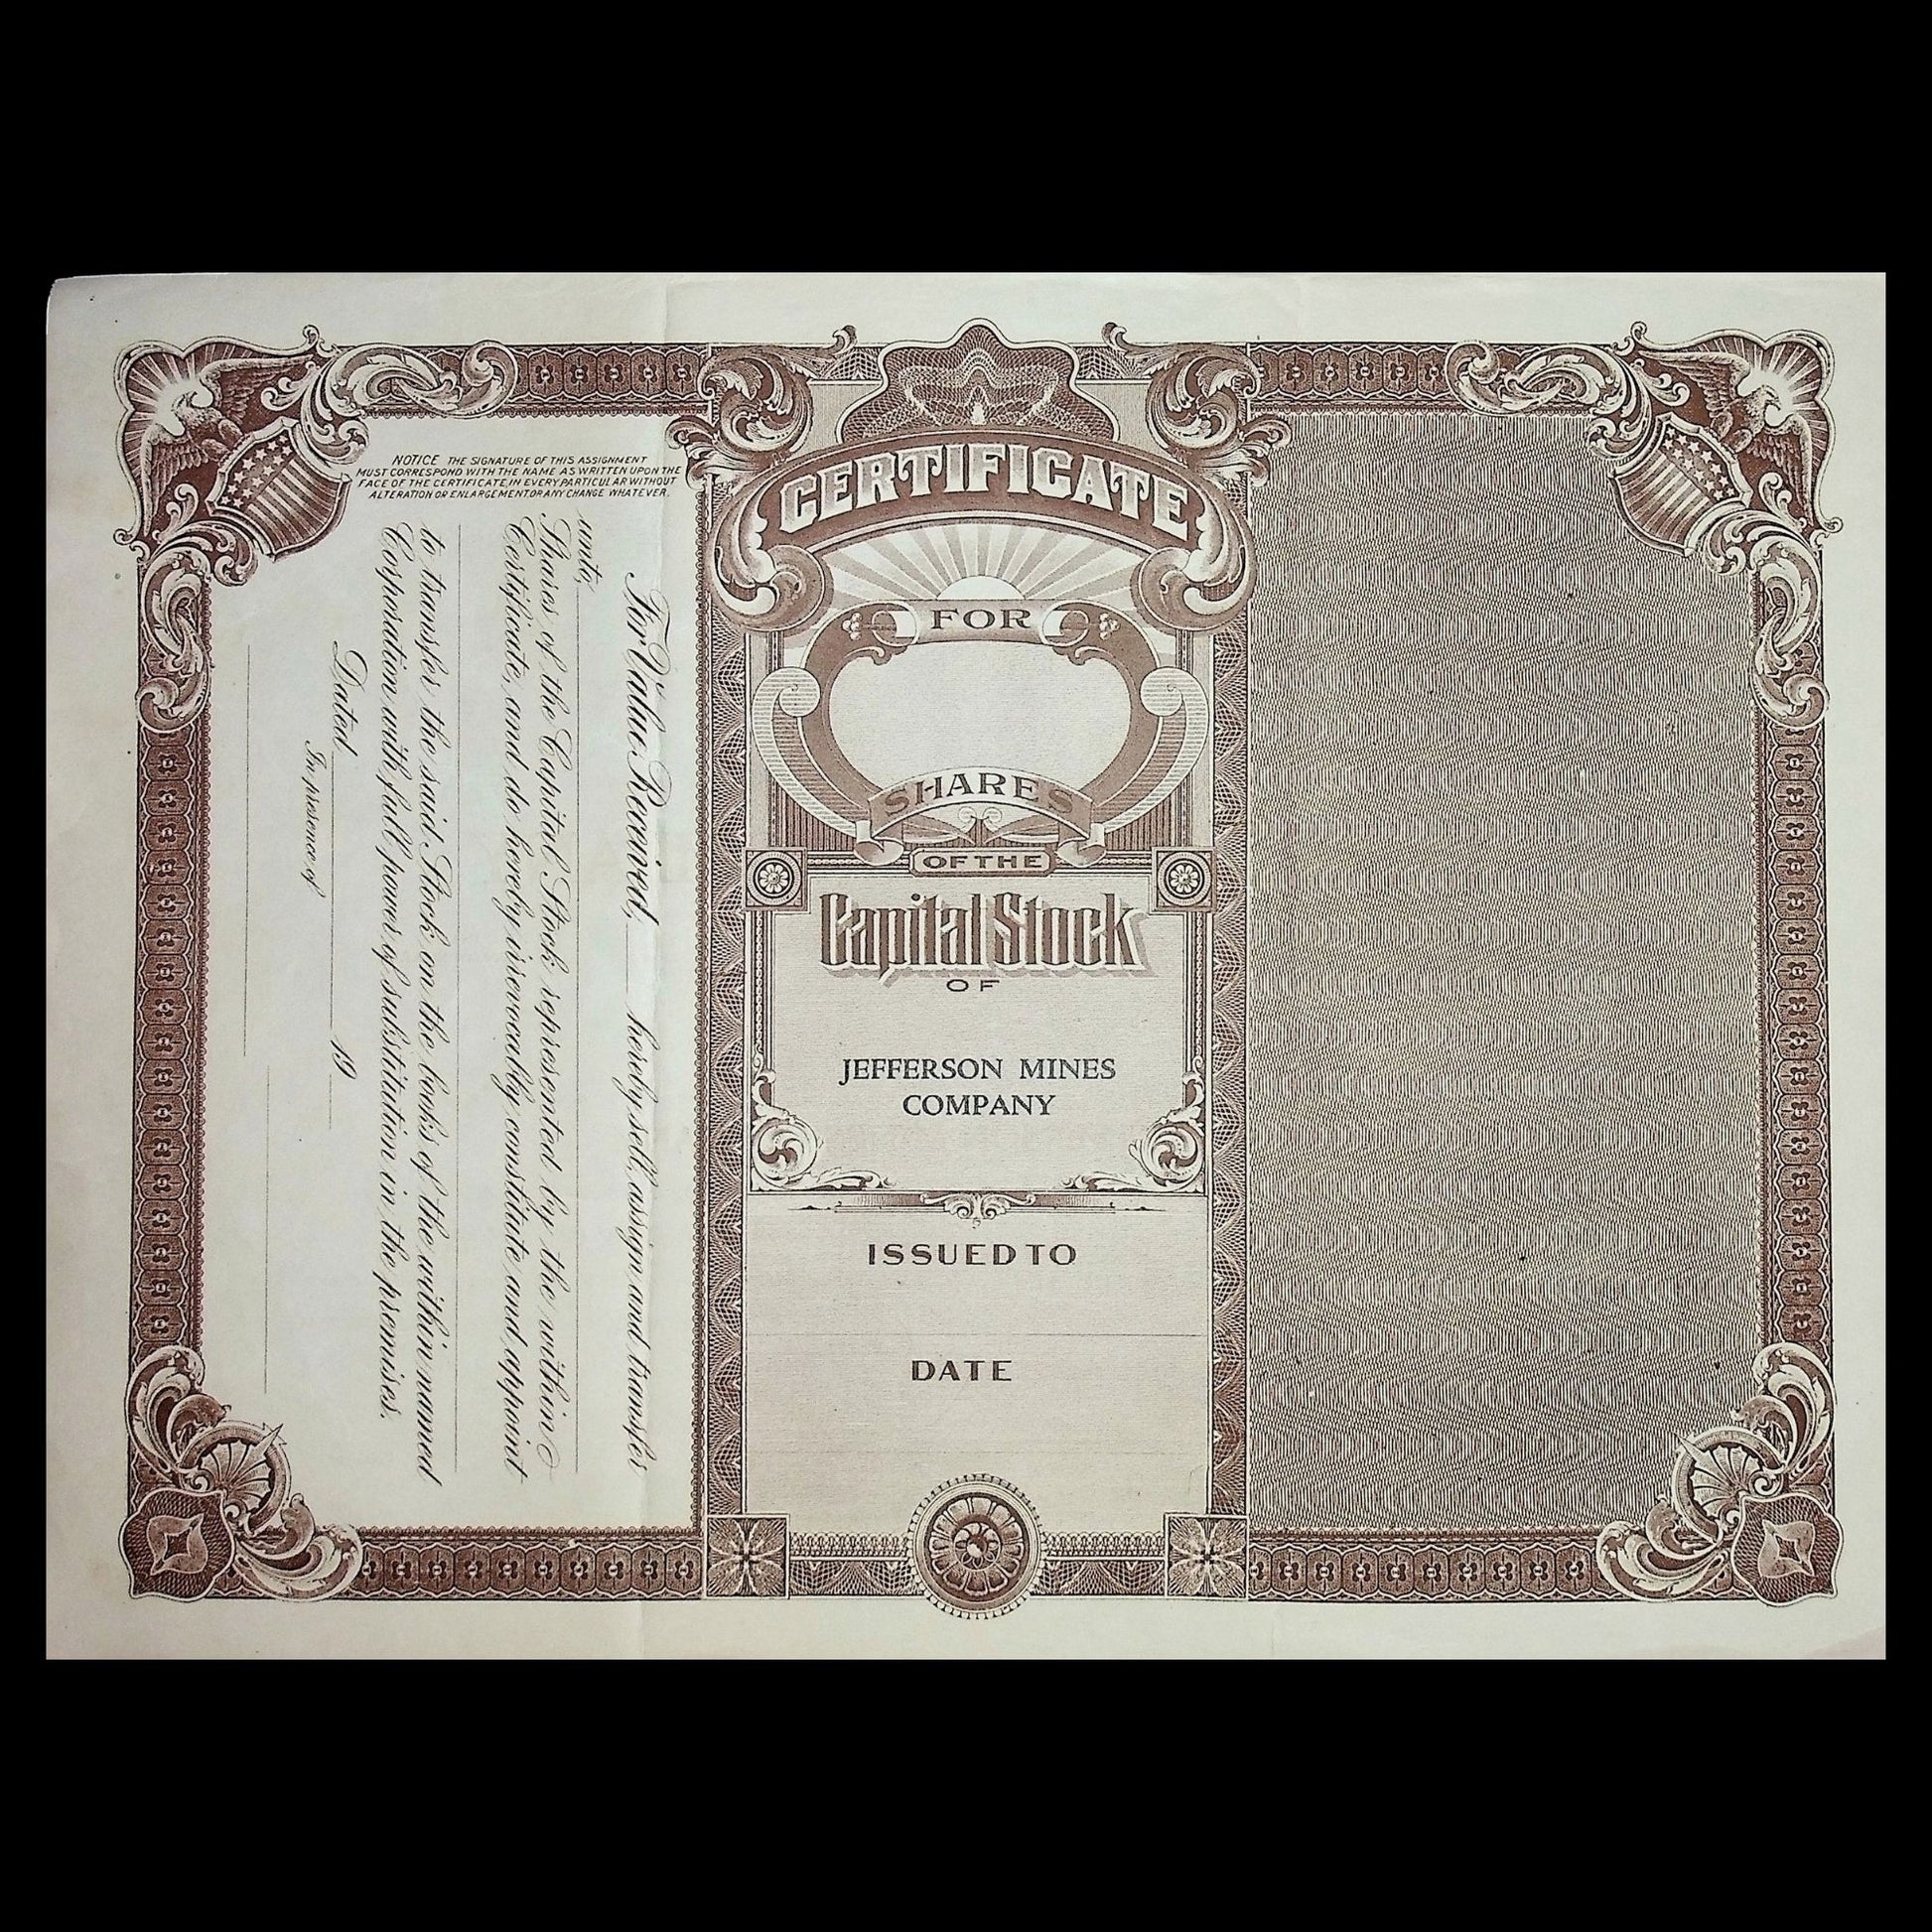 NOTICE THE SIGNATURE OF THIS ASSIGNMENT
MUST CORRESPOND WITH THE NAME AS WRITTEN UPON THE
FACE OF THE CERTIFICATE, IN EVERY PARTICULAR WITHOUT
ALTERATION OR ENLARGEMENT OR ANY CHANGE WHATEVER.
For Value Received, hereby sell, assign and transfer
unto
Shares of the Capital Stock represented by the within
Certificate, and do hereby irrevocably constitute and appoint
to transfer the said Stock on the books of the within named
Corporation with full power of substitution in the premises.
Dated 19
In presence of
CERTIFICATE
FOR
SHARES
OF THE
Capital Stock
OF
JEFFERSON MINES
COMPANY
ISSUED TO
DATE